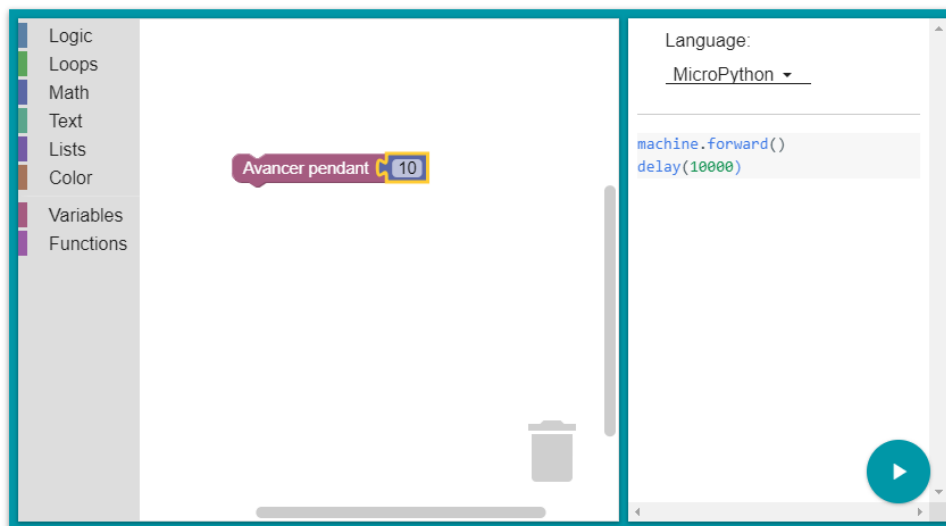 Logic
Loops
Math
Text
Lists
Color
Variables
Functions
Avancer pendant 10
Language:
MicroPython
machine.forward()
delay(10000)